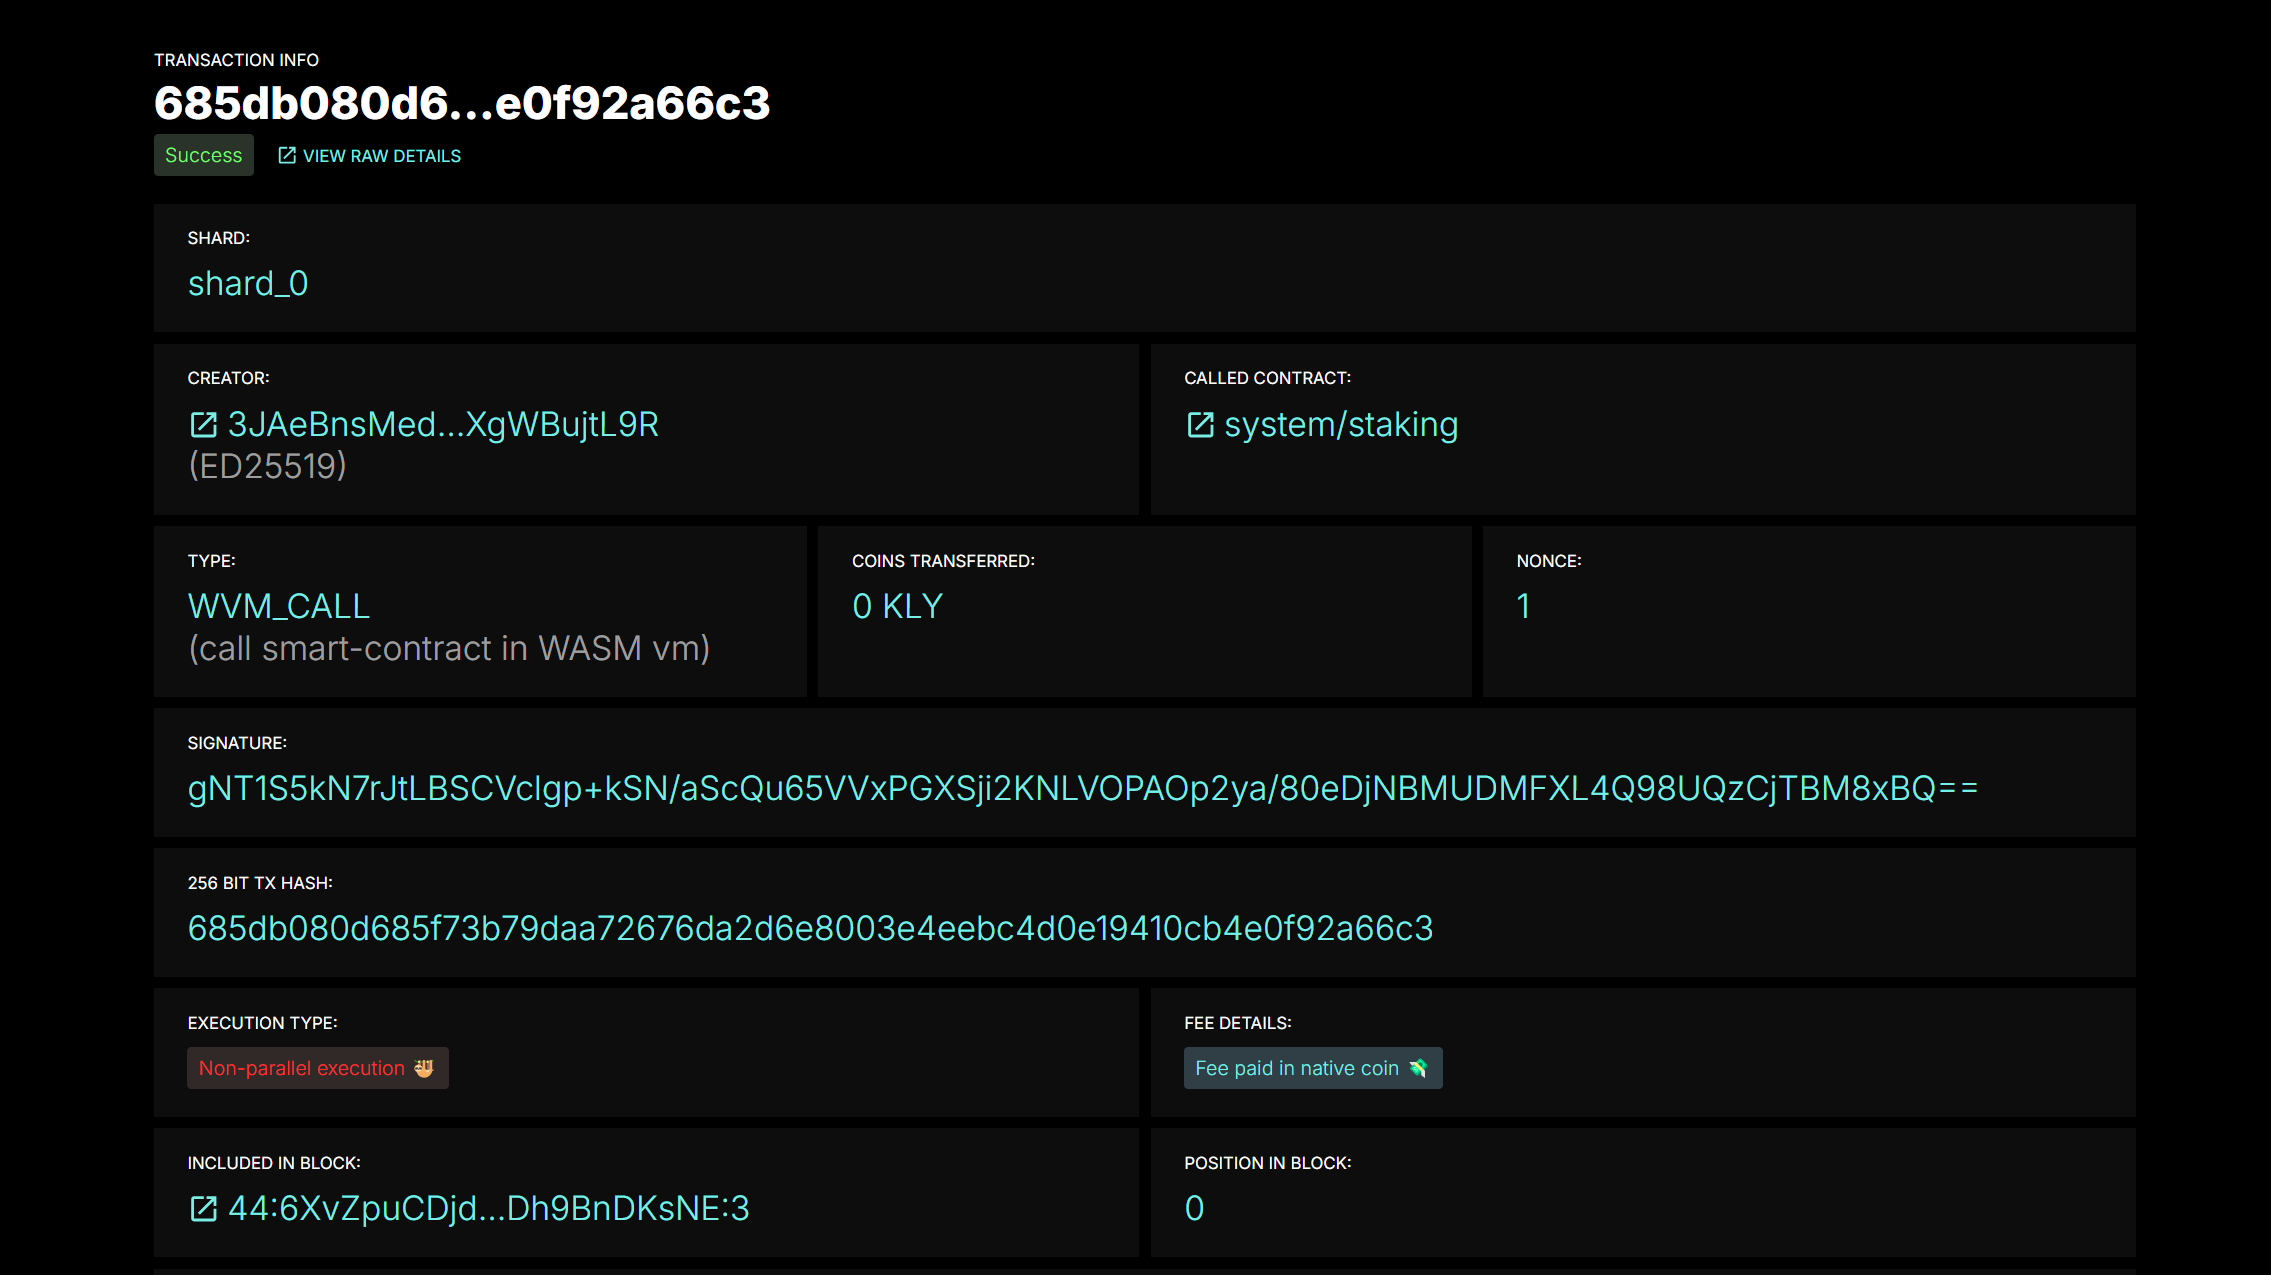 TRANSACTION INFO
685db080d6...e0f92a66c3
Success
VIEW RAW DETAILS
SHARD:
shard_0
CREATOR:
3JAeBnsMed...XgWBujtL9R
(ED25519)
CALLED CONTRACT:
system/staking
TYPE:
WVM_CALL
(call smart-contract in WASM vm)
COINS TRANSFERRED:
0 KLY
NONCE:
1
SIGNATURE:
gNT1S5kN7rJtLBSCVclgp+kSN/aScQu65VVxPGXSji2KNLVOPAOp2ya/80eDjNBMUDMFXL4Q98UQzCjTBM8xBQ==
256 BIT TX HASH:
685db080d685f73b79daa72676da2d6e8003e4eebc4d0e19410cb4e0f92a66c3
EXECUTION TYPE:
Non-parallel execution 🦥
FEE DETAILS:
Fee paid in native coin 💸
INCLUDED IN BLOCK:
44:6XvZpuCDjd...Dh9BnDKsNE:3
POSITION IN BLOCK:
0